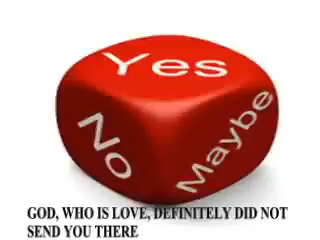 Yes
No
Maybe
GOD, WHO IS LOVE, DEFINITELY DID NOT
SEND YOU THERE